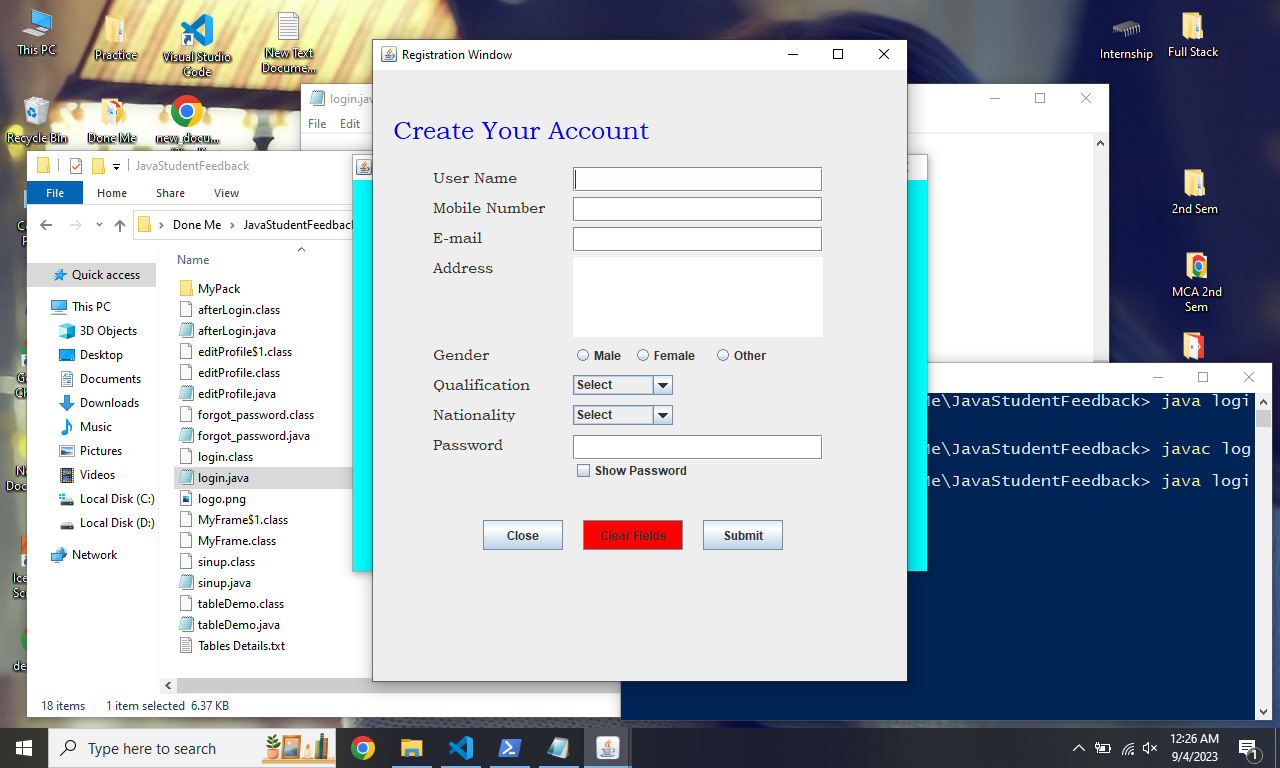 This PC
Practice
Visual Studio Code
New Text Docume...
Internship
Full Stack
Recycle Bin
Done Me
new_docu...
2nd Sem
MCA 2nd Sem
login.jav
File Edit
JavaStudentFeedback
File Home Share View
Done Me > JavaStudentFeedback
Name
Quick access
This PC
3D Objects
Desktop
Documents
Downloads
Music
Pictures
Videos
Local Disk (C:)
Local Disk (D:)
Network
MyPack
afterLogin.class
afterLogin.java
editProfile$1.class
editProfile.class
editProfile.java
forgot_password.class
forgot_password.java
login.class
login.java
logo.png
MyFrame$1.class
MyFrame.class
sinup.class
sinup.java
tableDemo.class
tableDemo.java
Tables Details.txt
18 items 1 item selected 6.37 KB
Registration Window
Create Your Account
User Name
Mobile Number
E-mail
Address
Gender Male Female Other
Qualification Select
Nationality Select
Password
Show Password
Close Clear Fields Submit
Me\JavaStudentFeedback> java logi
Me\JavaStudentFeedback> javac log
Me\JavaStudentFeedback> java logi
Type here to search
12:26 AM
9/4/2023
1